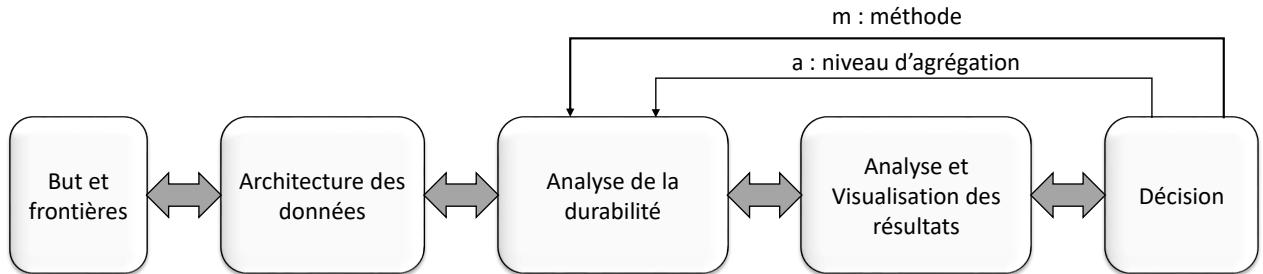 m : méthode
a : niveau d’agrégation
But et
frontières
Architecture des
données
Analyse de la
durabilité
Analyse et
Visualisation des
résultats
Décision